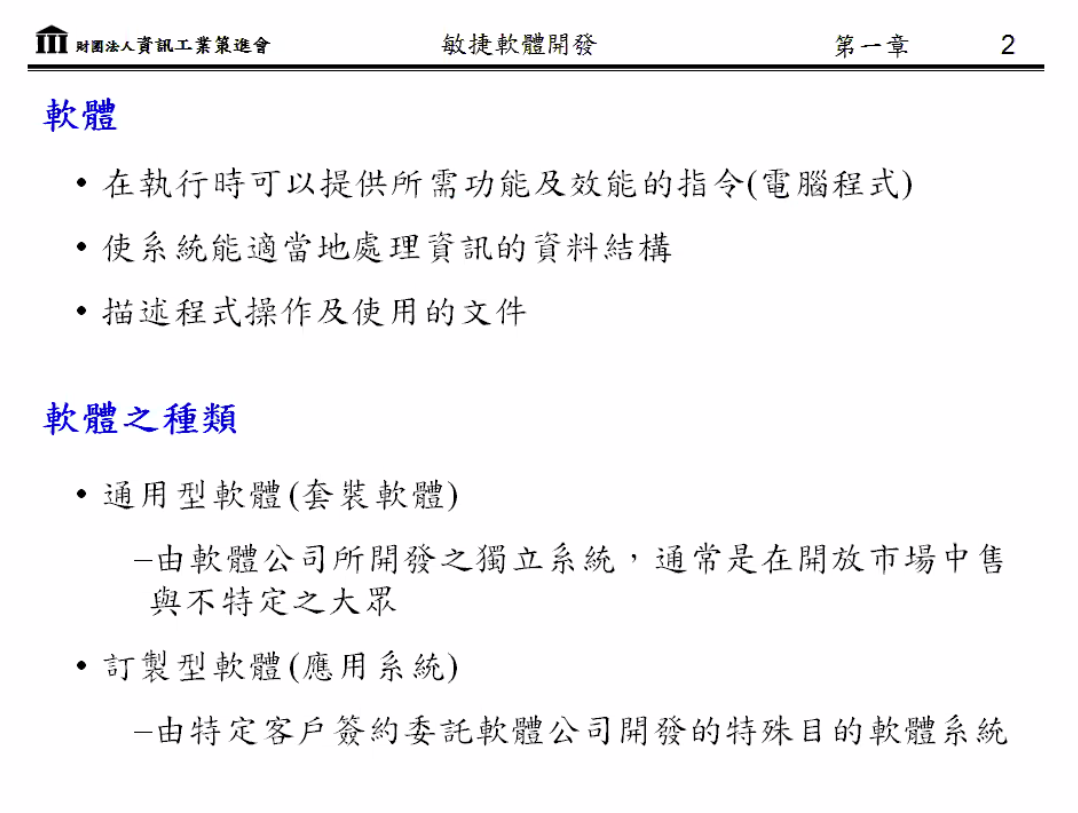 財團法人資訊工業策進會 敏捷軟體開發 第一章 2
軟體
• 在執行時可以提供所需功能及效能的指令(電腦程式)
• 使系統能適當地處理資訊的資料結構
• 描述程式操作及使用的文件
軟體之種類
• 通用型軟體(套裝軟體)
–由軟體公司所開發之獨立系統，通常是在開放市場中售
與不特定之大眾
• 訂製型軟體(應用系統)
–由特定客戶簽約委託軟體公司開發的特殊目的軟體系統